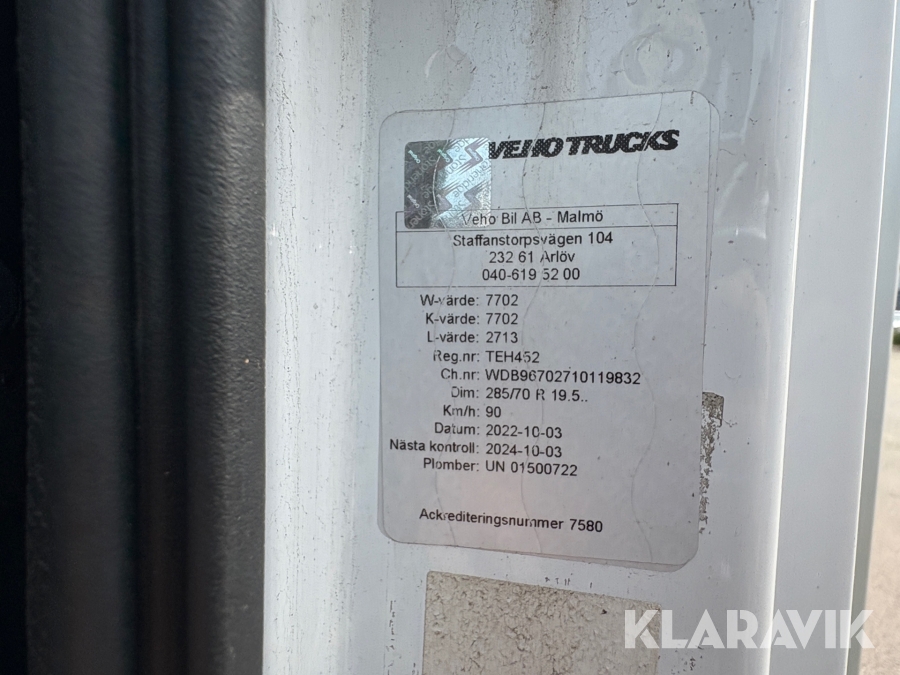 VEHO TRUCKS
Veho Bil AB - Malmö
Staffanstorpsvägen 104
232 61 Arlöv
040-619 52 00
W-värde: 7702
K-värde: 7702
L-värde: 2713
Reg.nr: TEH462
Ch.nr: WDB96702710119832
Dim: 285/70 R 19.5..
Km/h: 90
Datum: 2022-10-03
Nästa kontroll: 2024-10-03
Plomber: UN 01500722
Ackrediteringsnummer 7580
KLARAVIK